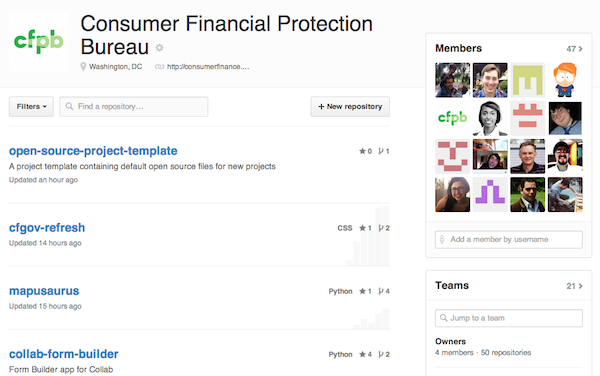 cfpb
Consumer Financial Protection
Bureau
Washington, DC http://consumerfinance....
Filters Find a repository... + New repository
open-source-project-template 0 1
A project template containing default open source files for new projects
Updated an hour ago
cfgov-refresh CSS 1 2
Updated 14 hours ago
mapusaurus Python 1 4
Updated 15 hours ago
collab-form-builder Python 4 2
Form Builder app for Collab
Members 47 >
cfpb
Add a member by username
Teams 21 >
Jump to a team
Owners
4 members · 50 repositories